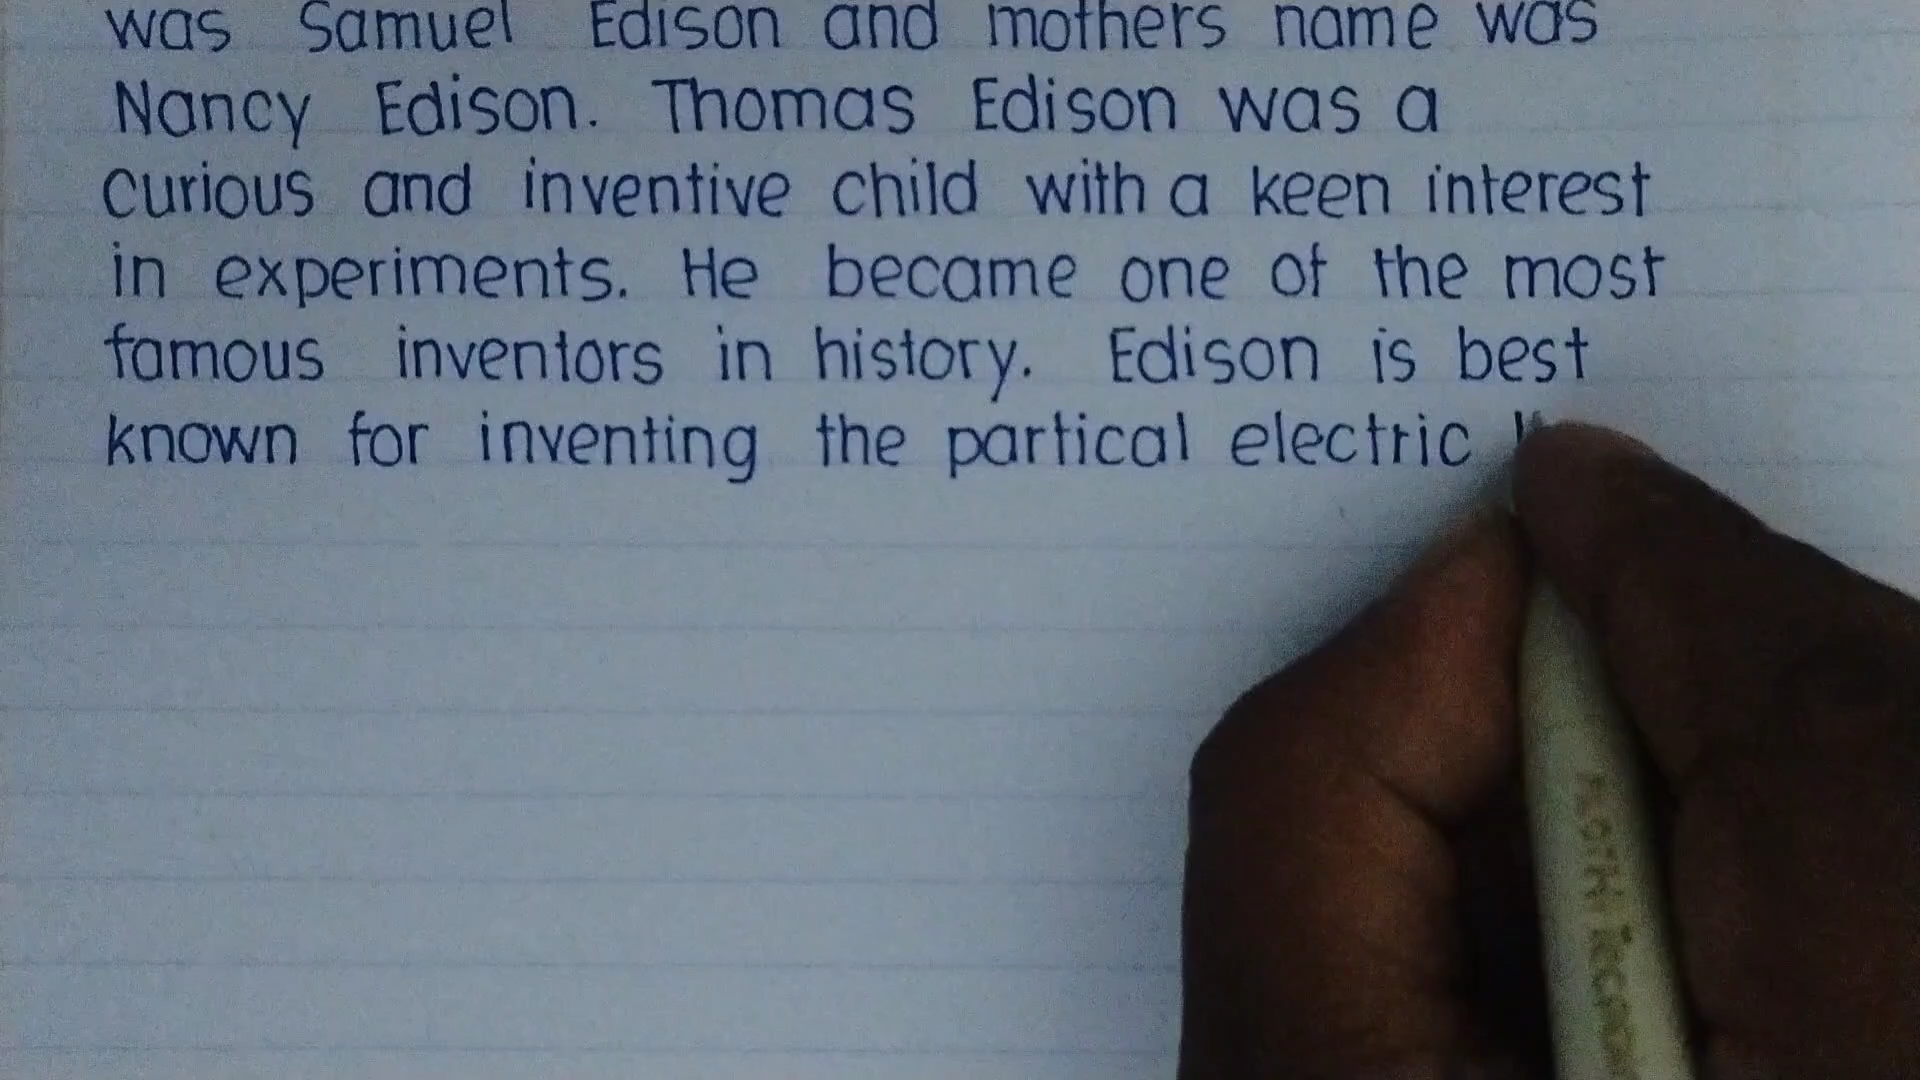 was Samuel Edison and mothers name was
Nancy Edison. Thomas Edison was a
curious and inventive child with a keen interest
in experiments. He became one of the most
famous inventors in history. Edison is best
known for inventing the partical electric